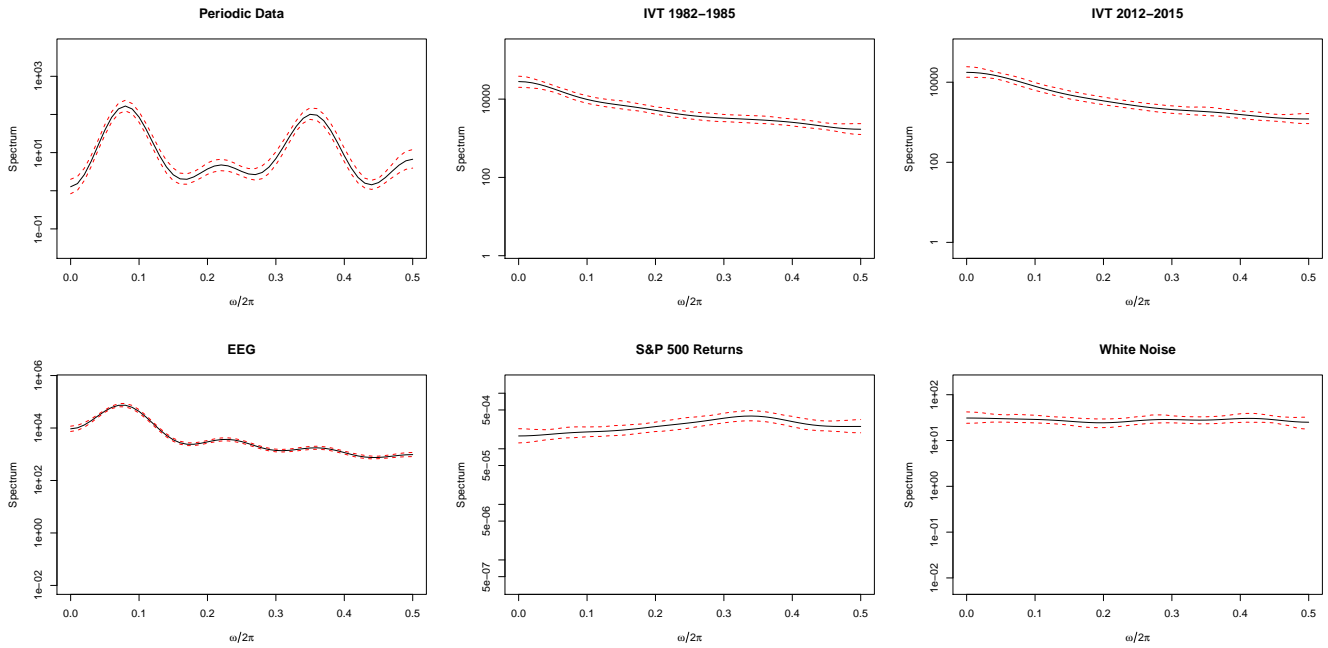 Periodic Data
Spectrum
1e+03
1e+01
1e−01
0.0 0.1 0.2 0.3 0.4 0.5
ω/2π
IVT 1982−1985
Spectrum
10000
100
1
0.0 0.1 0.2 0.3 0.4 0.5
ω/2π
IVT 2012−2015
Spectrum
10000
100
1
0.0 0.1 0.2 0.3 0.4 0.5
ω/2π
EEG
Spectrum
1e+06
1e+04
1e+02
1e+00
1e−02
0.0 0.1 0.2 0.3 0.4 0.5
ω/2π
S&P 500 Returns
Spectrum
5e−04
5e−05
5e−06
5e−07
0.0 0.1 0.2 0.3 0.4 0.5
ω/2π
White Noise
Spectrum
1e+02
1e+01
1e+00
1e−01
1e−02
0.0 0.1 0.2 0.3 0.4 0.5
ω/2π